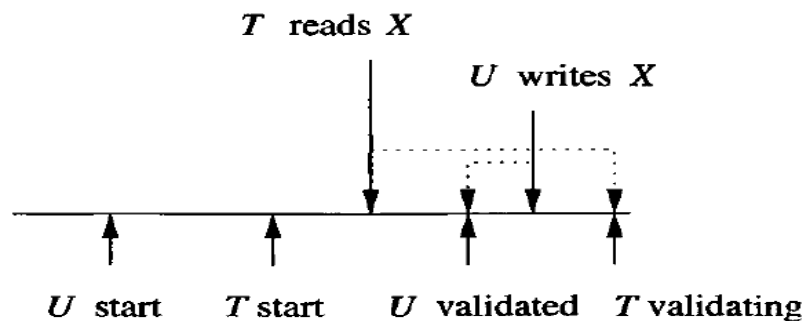 T reads X
U writes X
U start T start U validated T validating